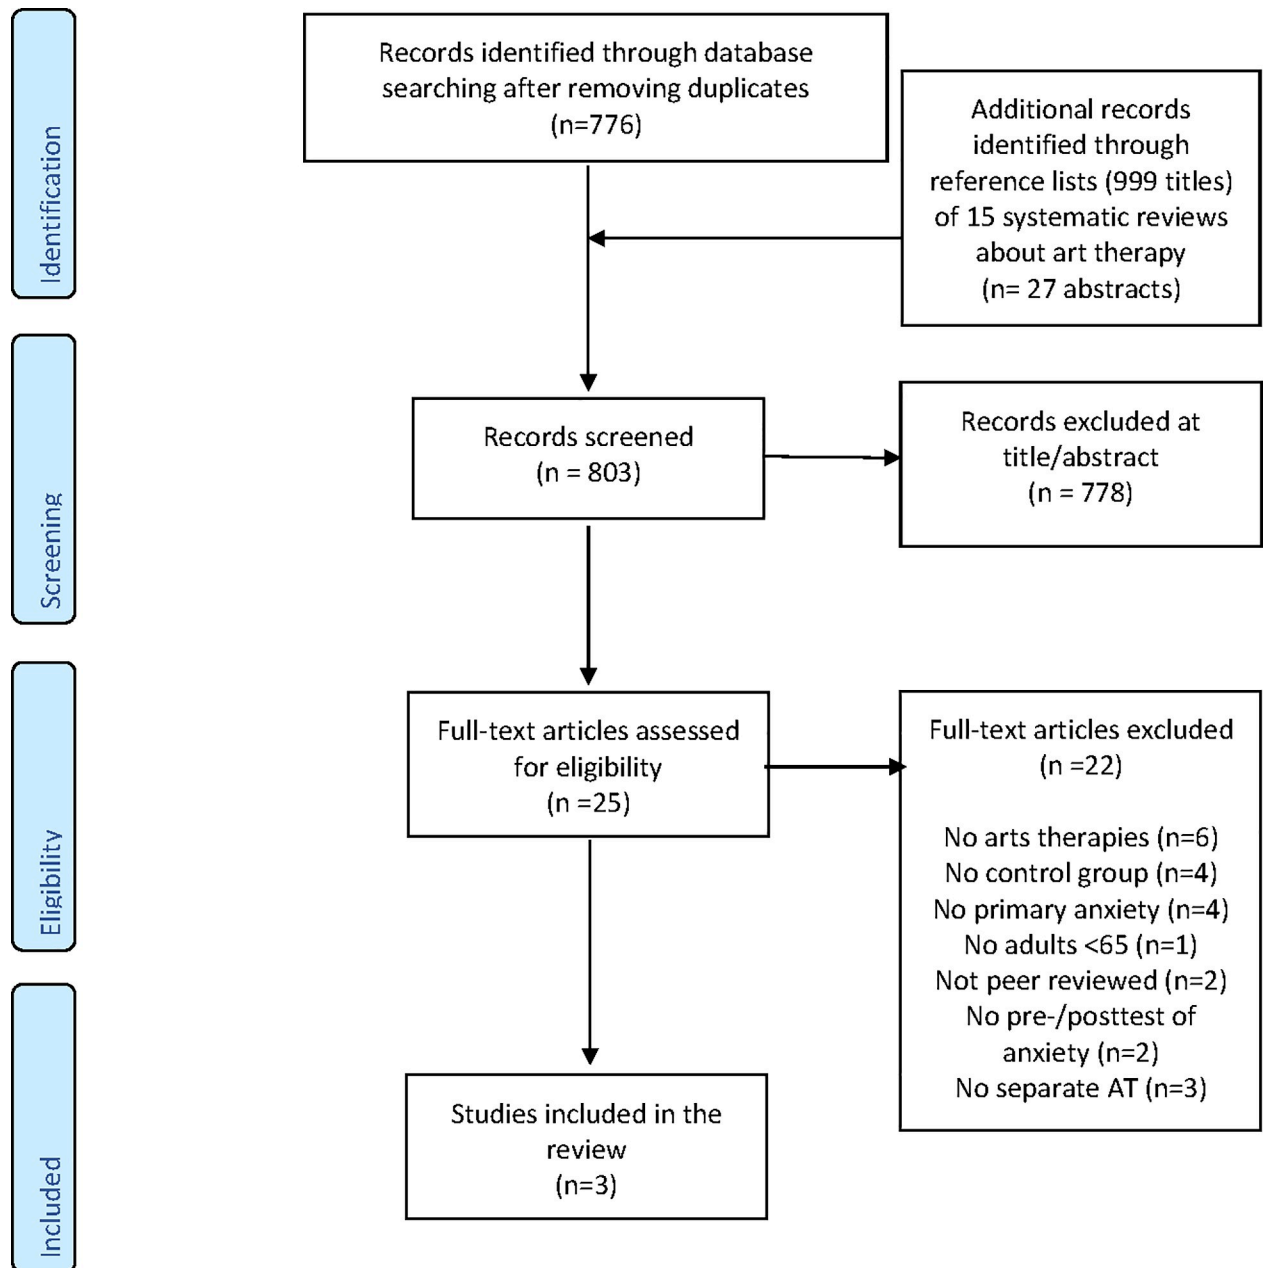 Identification
Records identified through database
searching after removing duplicates
(n=776)
Additional records
identified through
reference lists (999 titles)
of 15 systematic reviews
about art therapy
(n= 27 abstracts)
Screening
Records screened
(n = 803)
Records excluded at
title/abstract
(n = 778)
Eligibility
Full-text articles assessed
for eligibility
(n =25)
Full-text articles excluded
(n =22)
No arts therapies (n=6)
No control group (n=4)
No primary anxiety (n=4)
No adults <65 (n=1)
Not peer reviewed (n=2)
No pre-/posttest of
anxiety (n=2)
No separate AT (n=3)
Included
Studies included in the
review
(n=3)